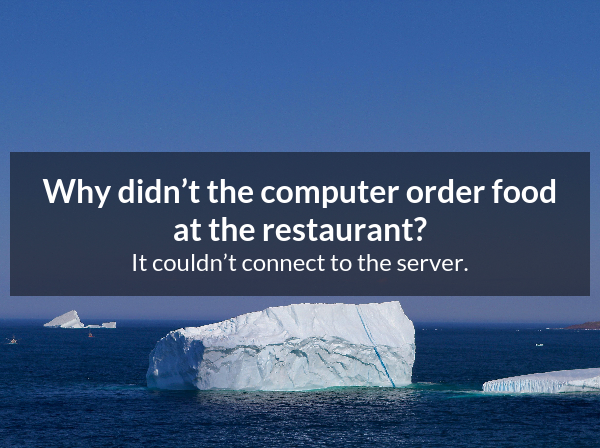 Why didn’t the computer order food
at the restaurant?
It couldn’t connect to the server.